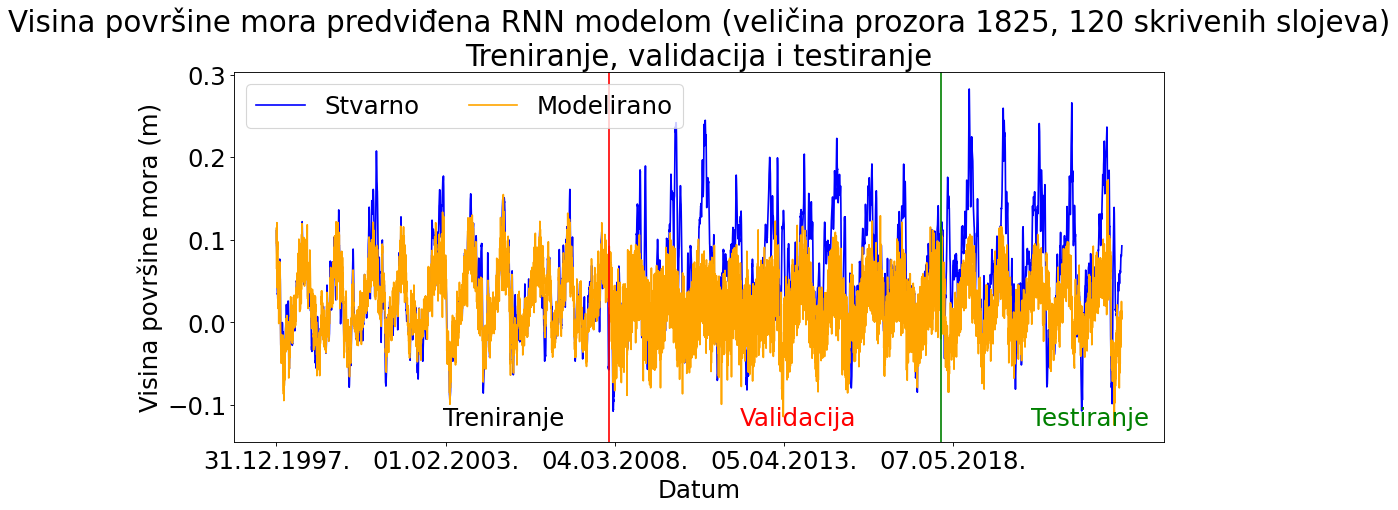 Visina površine mora predviđena RNN modelom (veličina prozora 1825, 120 skrivenih slojeva)
Treniranje, validacija i testiranje
Stvarno Modelirano
Visina površine mora (m)
0.3
0.2
0.1
0.0
−0.1
Treniranje Validacija Testiranje
31.12.1997. 01.02.2003. 04.03.2008. 05.04.2013. 07.05.2018.
Datum